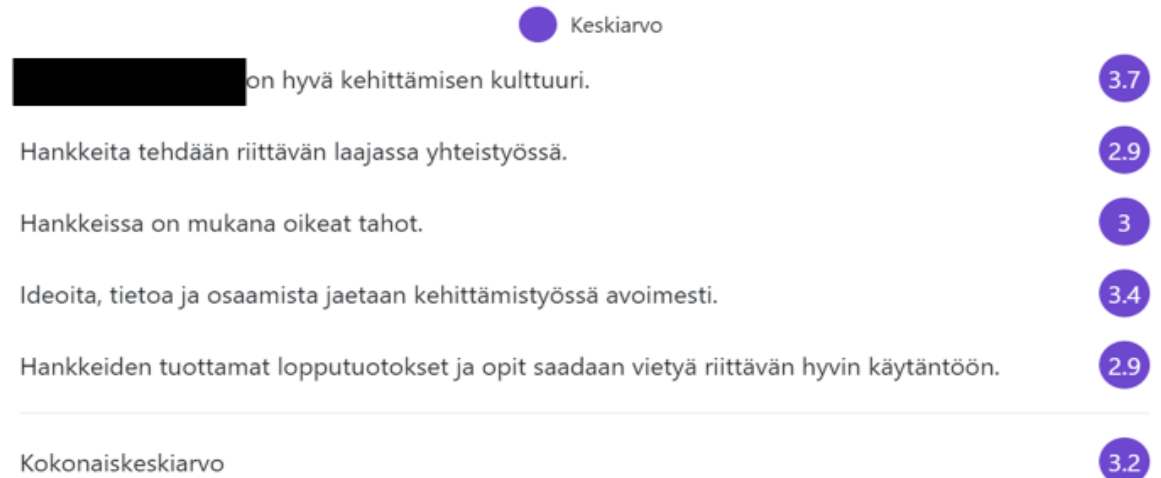 Keskiarvo
on hyvä kehittämisen kulttuuri. 3.7
Hankkeita tehdään riittävän laajassa yhteistyössä. 2.9
Hankkeissa on mukana oikeat tahot. 3
Ideoita, tietoa ja osaamista jaetaan kehittämistyössä avoimesti. 3.4
Hankkeiden tuottamat lopputuotokset ja opit saadaan vietyä riittävän hyvin käytäntöön. 2.9
Kokonaiskeskiarvo 3.2